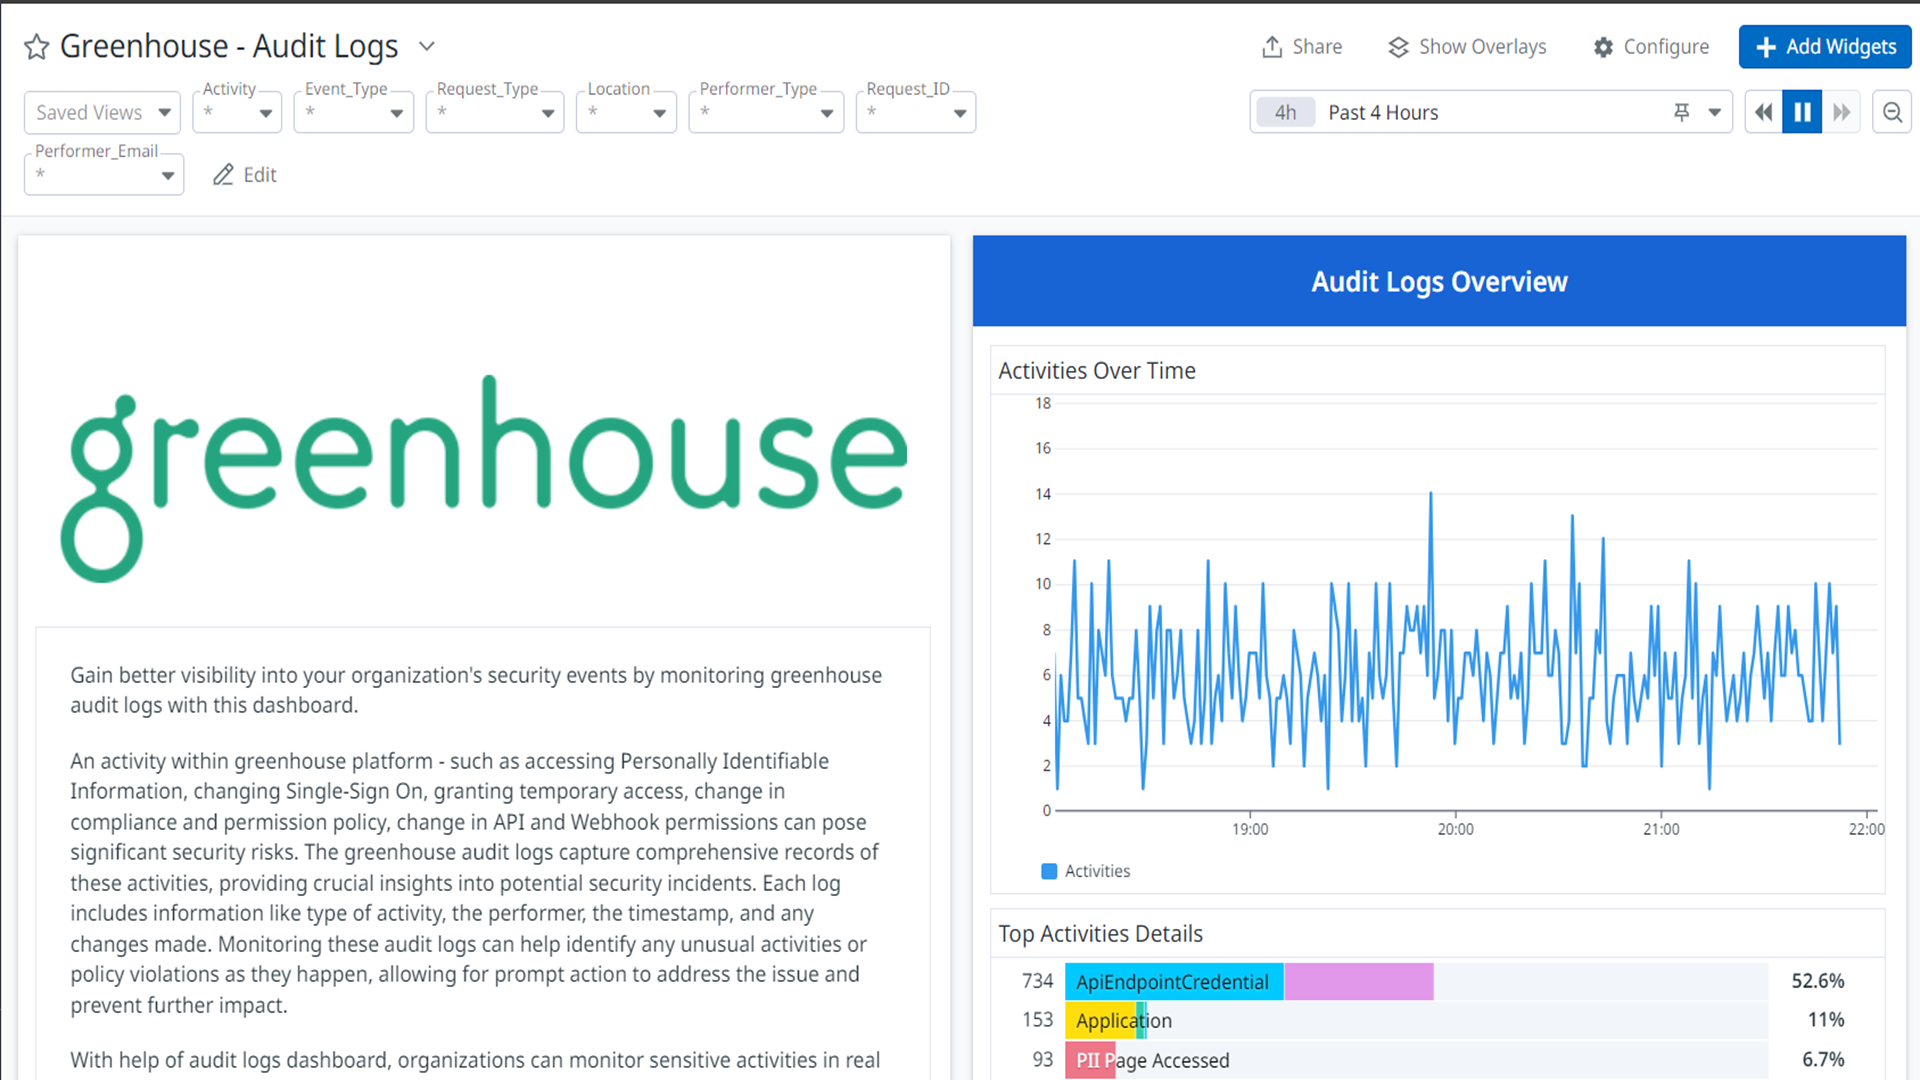 Greenhouse - Audit Logs
Share
Show Overlays
Configure
Add Widgets
Saved Views
Activity
*
Event_Type
*
Request_Type
*
Location
*
Performer_Type
*
Request_ID
*
4h
Past 4 Hours
Performer_Email
*
Edit
greenhouse
Gain better visibility into your organization's security events by monitoring greenhouse
audit logs with this dashboard.
An activity within greenhouse platform - such as accessing Personally Identifiable
Information, changing Single-Sign On, granting temporary access, change in
compliance and permission policy, change in API and Webhook permissions can pose
significant security risks. The greenhouse audit logs capture comprehensive records of
these activities, providing crucial insights into potential security incidents. Each log
includes information like type of activity, the performer, the timestamp, and any
changes made. Monitoring these audit logs can help identify any unusual activities or
policy violations as they happen, allowing for prompt action to address the issue and
prevent further impact.
With help of audit logs dashboard, organizations can monitor sensitive activities in real
Audit Logs Overview
Activities Over Time
18
16
14
12
10
8
6
4
2
0
19:00
20:00
21:00
22:00
Activities
Top Activities Details
734 ApiEndpointCredential 52.6%
153 Application 11%
93 PII Page Accessed 6.7%